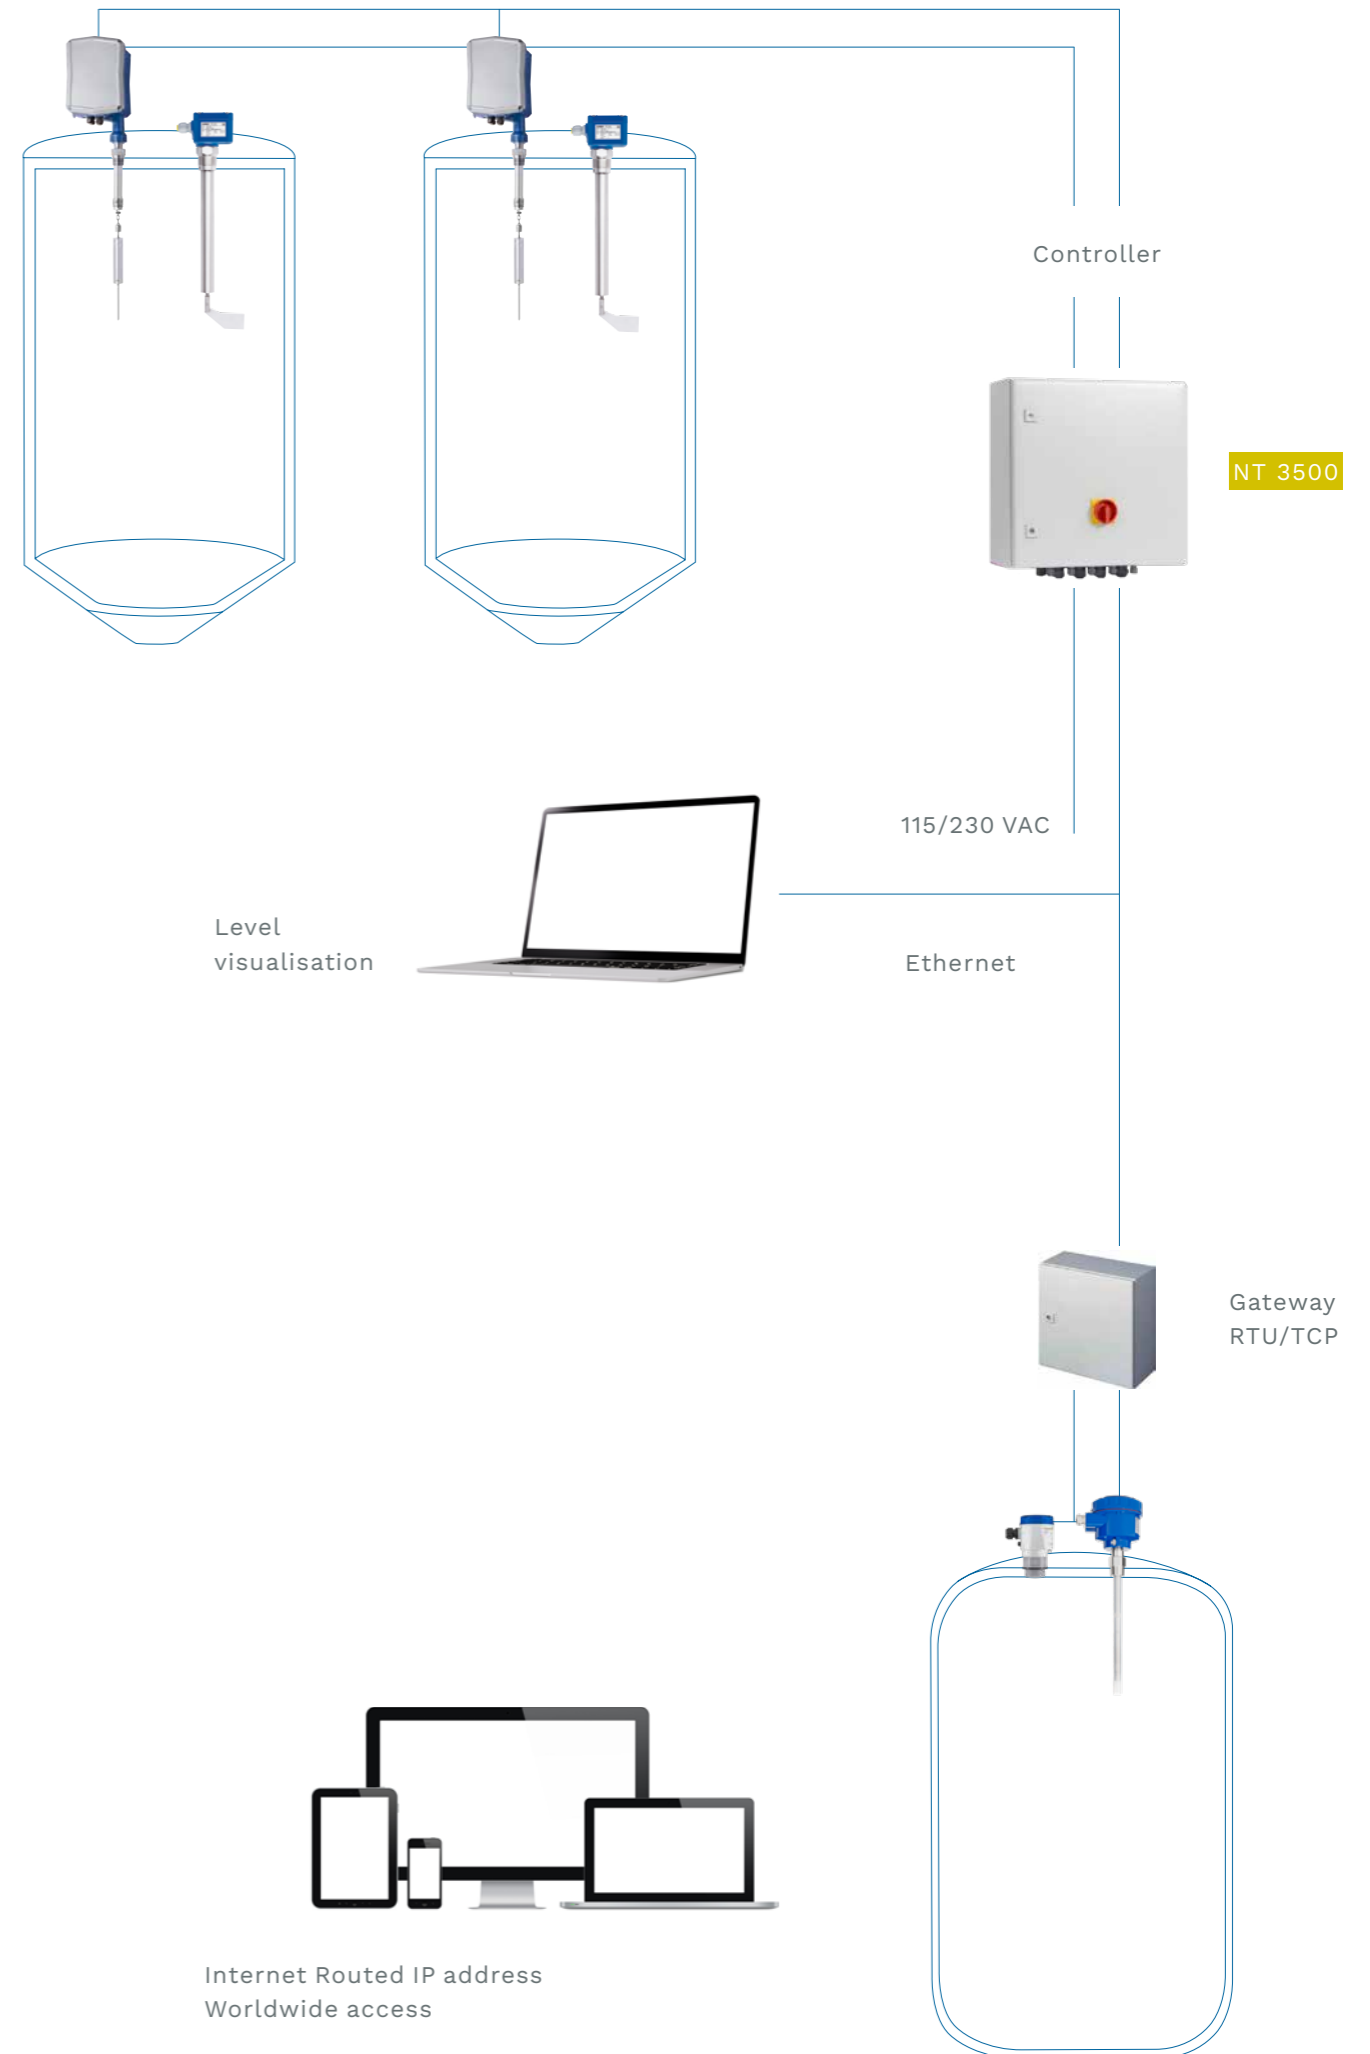 Controller
NT 3500
115/230 VAC
Level
visualisation
Ethernet
Gateway
RTU/TCP
Internet Routed IP address
Worldwide access